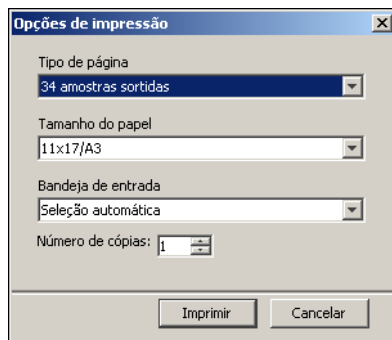 Opções de impressão
Tipo de página
34 amostras sortidas
Tamanho do papel
11x17/A3
Bandeja de entrada
Seleção automática
Número de cópias: 1
Imprimir Cancelar